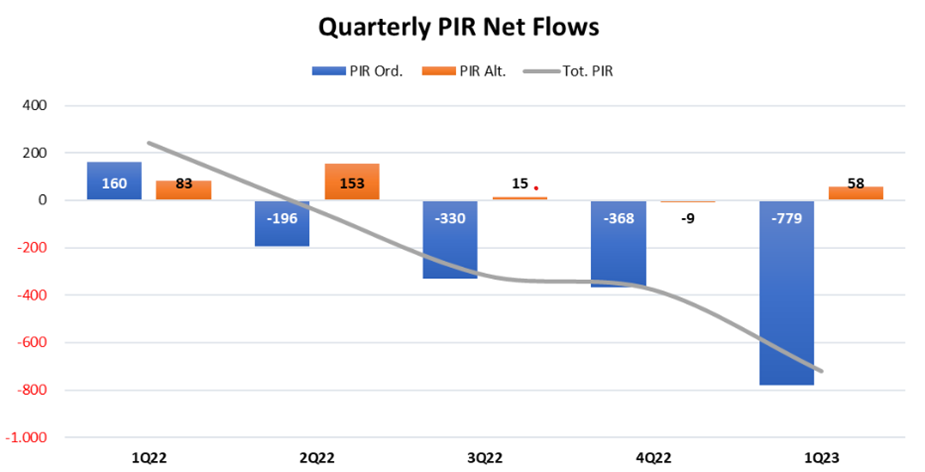 Quarterly PIR Net Flows
PIR Ord. PIR Alt. Tot. PIR
400
200
160 83 153 15 58
0
-196 -330 -368 -9 -779
-200
-400
-600
-800
-1.000
1Q22 2Q22 3Q22 4Q22 1Q23